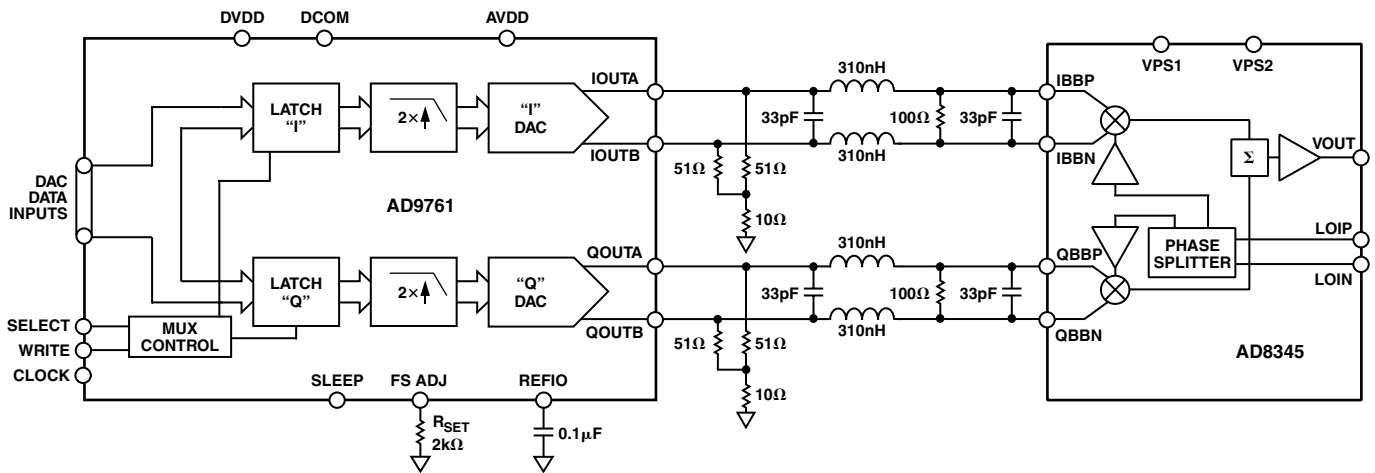 DVDD
DCOM
AVDD
VPS1
VPS2
DAC
DATA
INPUTS
SELECT
WRITE
CLOCK
LATCH
“I”
2×
“I”
DAC
AD9761
LATCH
“Q”
2×
“Q”
DAC
MUX
CONTROL
SLEEP
FS ADJ
REFIO
RSET
2kΩ
0.1μF
IOUTA
IOUTB
QOUTA
QOUTB
51Ω
51Ω
10Ω
33pF
310nH
310nH
100Ω
33pF
51Ω
51Ω
10Ω
33pF
310nH
310nH
100Ω
33pF
IBBP
IBBN
QBBP
QBBN
Σ
PHASE
SPLITTER
VOUT
LOIP
LOIN
AD8345